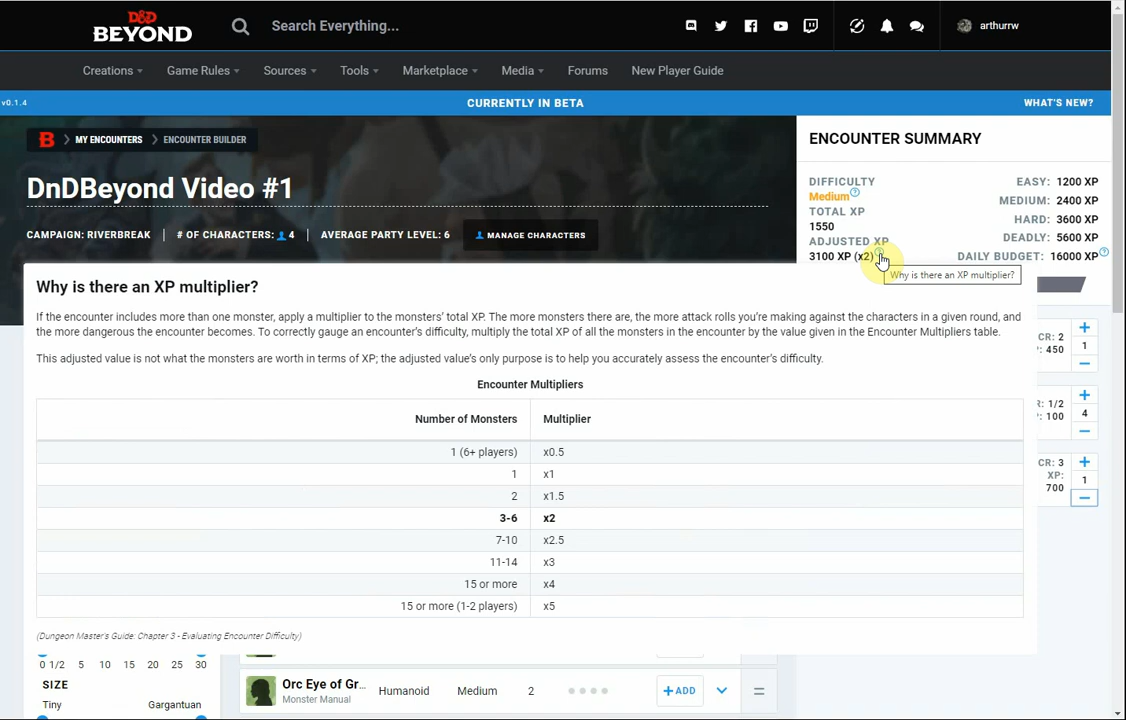 D&D
BEYOND
Search Everything...
arthurrw
Creations
Game Rules
Sources
Tools
Marketplace
Media
Forums
New Player Guide
v0.1.4
CURRENTLY IN BETA
WHAT'S NEW?
B
MY ENCOUNTERS
ENCOUNTER BUILDER
DnDBeyond Video #1
CAMPAIGN: RIVERBREAK
# OF CHARACTERS: 4
AVERAGE PARTY LEVEL: 6
MANAGE CHARACTERS
ENCOUNTER SUMMARY
DIFFICULTY
Medium
TOTAL XP
1550
ADJUSTED XP
3100 XP (x2)
EASY: 1200 XP
MEDIUM: 2400 XP
HARD: 3600 XP
DEADLY: 5600 XP
DAILY BUDGET: 16000 XP
Why is there an XP multiplier?
Why is there an XP multiplier?
If the encounter includes more than one monster, apply a multiplier to the monsters' total XP. The more monsters there are, the more attack rolls you're making against the characters in a given round, and
the more dangerous the encounter becomes. To correctly gauge an encounter's difficulty, multiply the total XP of all the monsters in the encounter by the value given in the Encounter Multipliers table.
This adjusted value is not what the monsters are worth in terms of XP; the adjusted value's only purpose is to help you accurately assess the encounter's difficulty.
Encounter Multipliers
Number of Monsters Multiplier
1 (6+ players) x0.5
1 x1
2 x1.5
3-6 x2
7-10 x2.5
11-14 x3
15 or more x4
15 or more (1-2 players) x5
(Dungeon Master's Guide: Chapter 3 - Evaluating Encounter Difficulty)
CR: 2
450
1
1/2
100
4
CR: 3
XP:
700
1
0 1/2 5 10 15 20 25 30
SIZE
Tiny Gargantuan
Orc Eye of Gr...
Monster Manual
Humanoid
Medium
2
+ADD